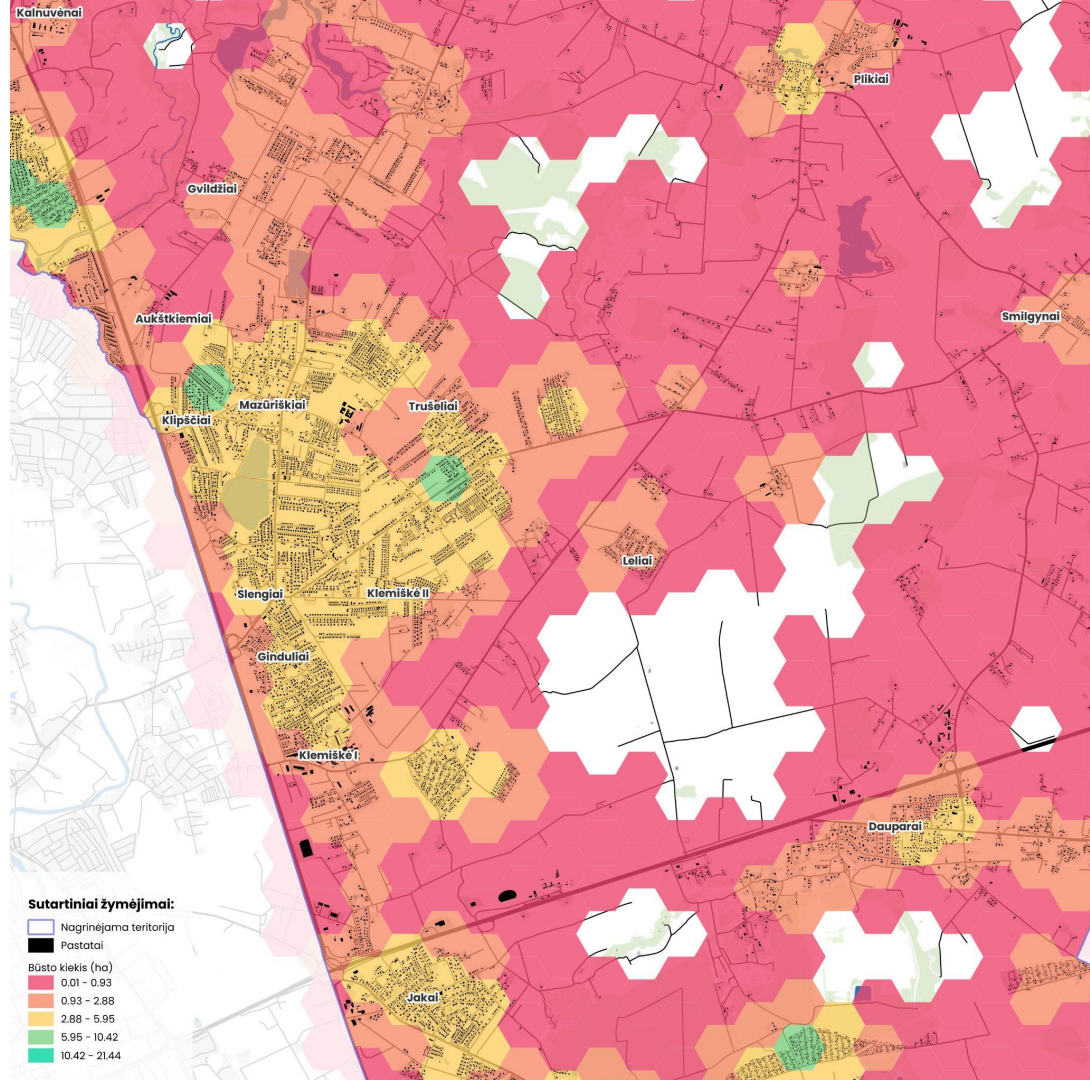 Kalnuvėnai
Plikiai
Gvildžiai
Aukštkiemiai
Smilgynai
Mazūriškiai
Trušeliai
Klipščiai
Leliai
Slengiai
Klemiškė II
Ginduliai
Klemiškė I
Dauparai
Jakai
Sutartiniai žymėjimai:
Nagrinėjama teritorija
Pastatai
Būsto kiekis (ha)
0.01 - 0.93
0.93 - 2.88
2.88 - 5.95
5.95 - 10.42
10.42 - 21.44